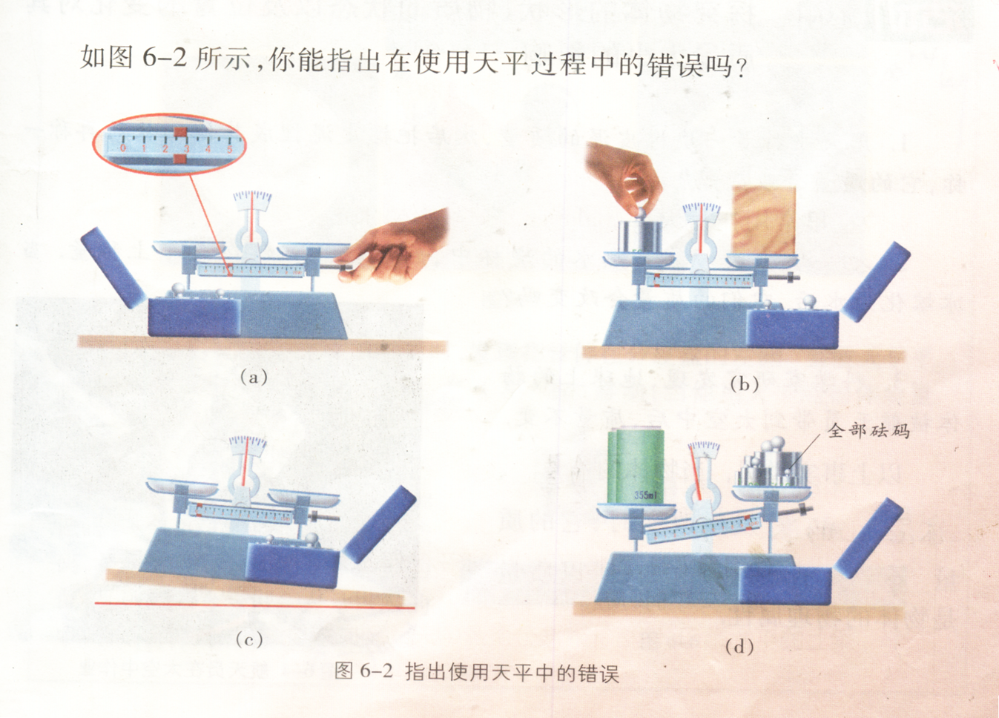 如图 6-2 所示,你能指出在使用天平过程中的错误吗?
0 1 2 3 4 5
(a)
(b)
全部砝码
355ml
(c)
(d)
图 6-2 指出使用天平中的错误